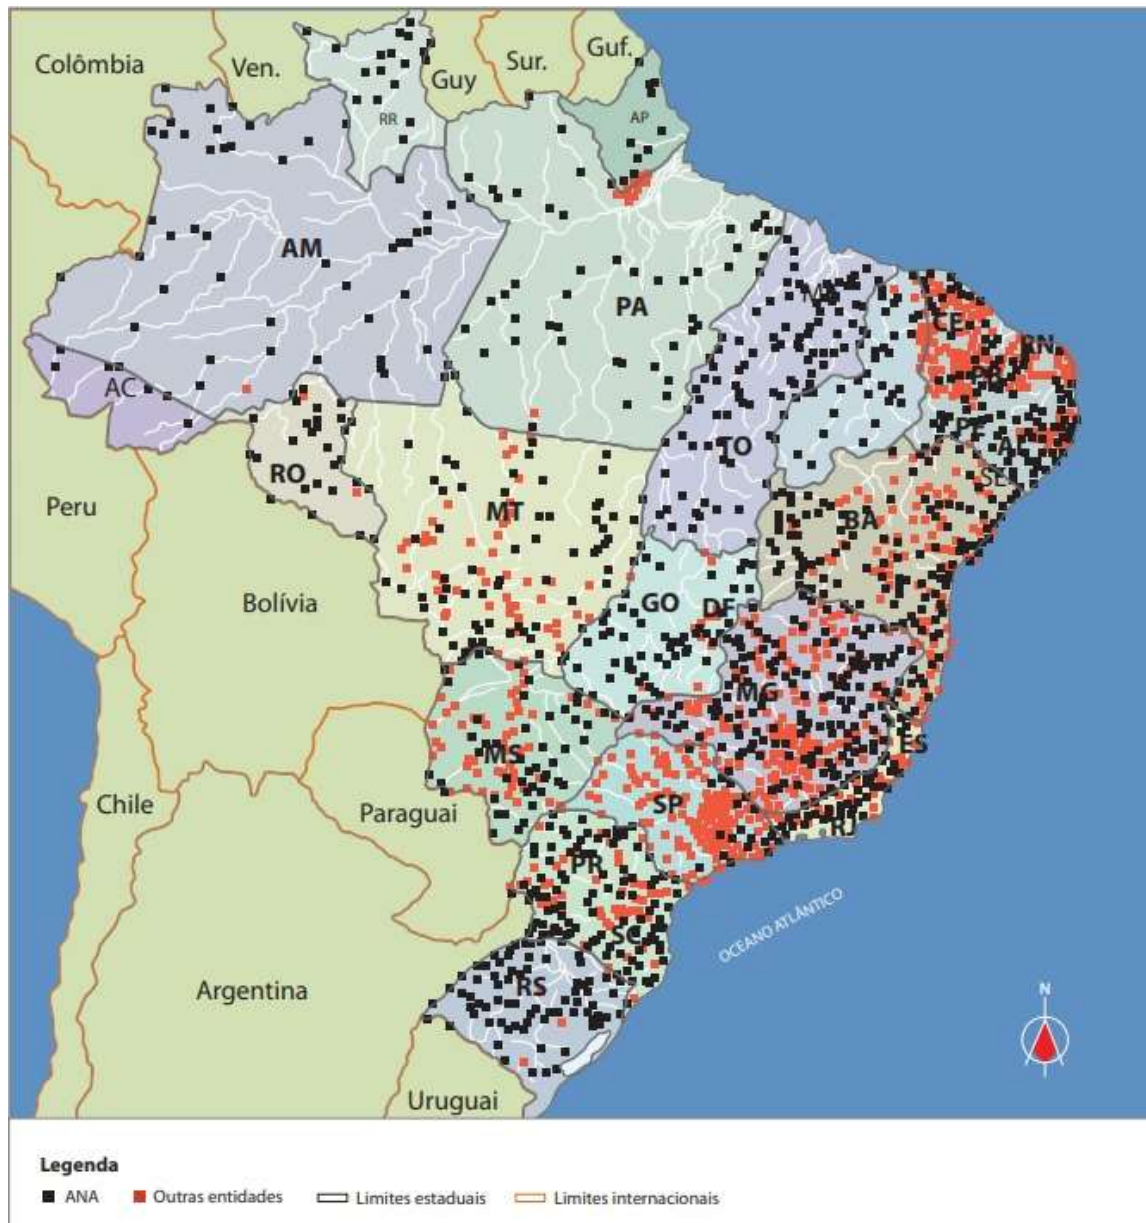 Colômbia
Ven.
Guy
Sur.
Guf.
RR
AP
AM
PA
CE
RN
AC
TO
PE
AL
SE
RO
Peru
MT
BA
Bolívia
GO
DF
MG
MS
ES
Chile
Paraguai
SP
RJ
PR
OCEANO ATLÂNTICO
SC
Argentina
RS
N
Uruguai
Legenda
ANA
Outras entidades
Limites estaduais
Limites internacionais